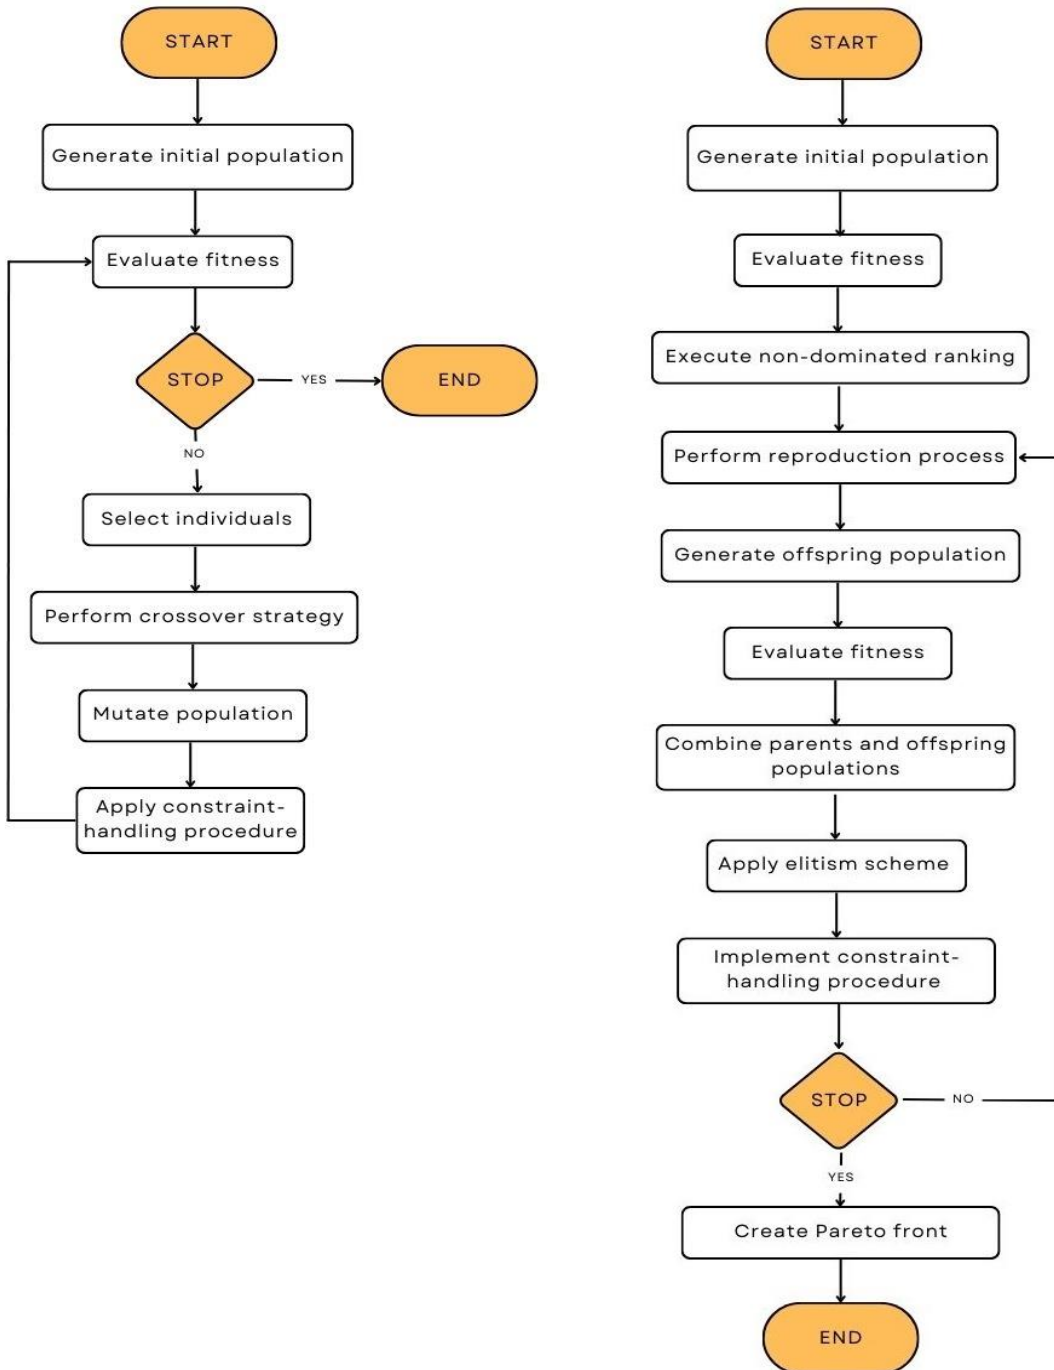 START
Generate initial population
Evaluate fitness
STOP
YES
END
NO
Select individuals
Perform crossover strategy
Mutate population
Apply constraint-
handling procedure
START
Generate initial population
Evaluate fitness
Execute non-dominated ranking
Perform reproduction process
Generate offspring population
Evaluate fitness
Combine parents and offspring
populations
Apply elitism scheme
Implement constraint-
handling procedure
STOP
NO
YES
Create Pareto front
END